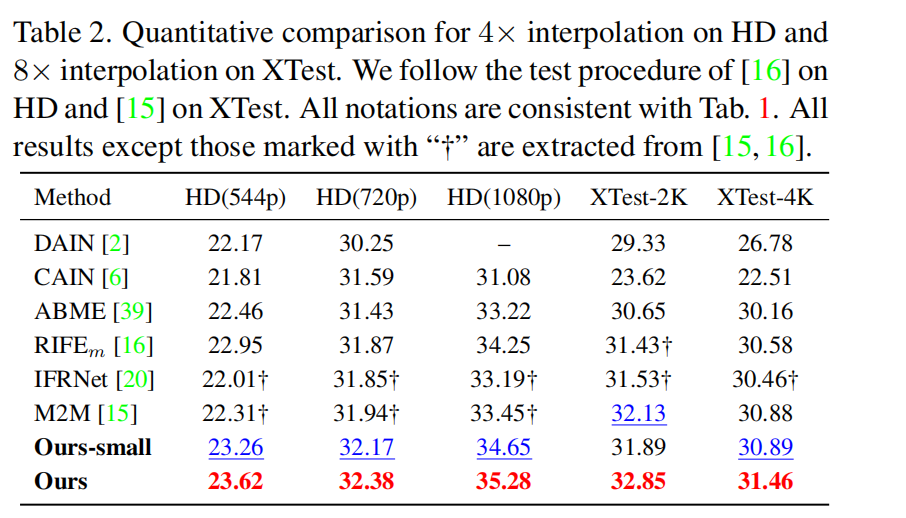 Table 2. Quantitative comparison for 4× interpolation on HD and
8× interpolation on XTest. We follow the test procedure of [16] on
HD and [15] on XTest. All notations are consistent with Tab. 1. All
results except those marked with “†” are extracted from [15, 16].
Method HD(544p) HD(720p) HD(1080p) XTest-2K XTest-4K
DAIN [2] 22.17 30.25 – 29.33 26.78
CAIN [6] 21.81 31.59 31.08 23.62 22.51
ABME [39] 22.46 31.43 33.22 30.65 30.16
RIFEm [16] 22.95 31.87 34.25 31.43† 30.58
IFRNet [20] 22.01† 31.85† 33.19† 31.53† 30.46†
M2M [15] 22.31† 31.94† 33.45† 32.13 30.88
Ours-small 23.26 32.17 34.65 31.89 30.89
Ours 23.62 32.38 35.28 32.85 31.46